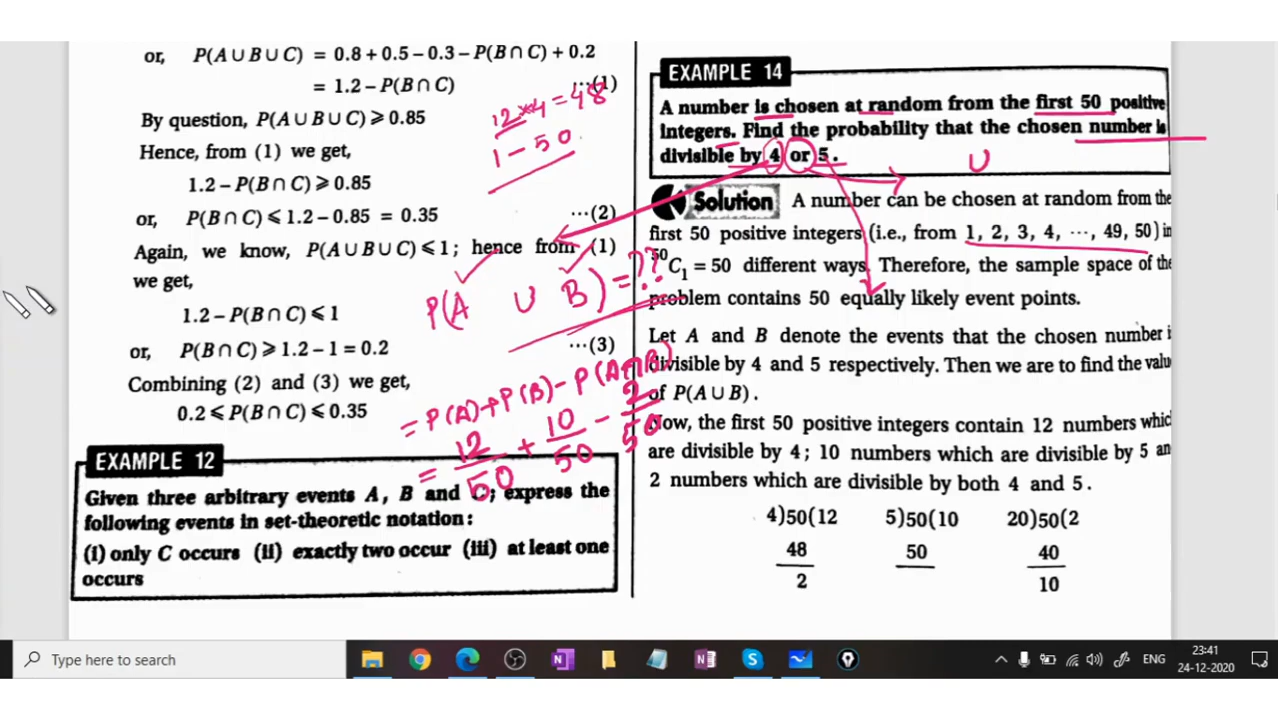 or, P(A∪B∪C) = 0.8 + 0.5 – 0.3 – P(B∩C) + 0.2
= 1.2 – P(B∩C) ···(1)
By question, P(A∪B∪C) ⩾ 0.85
Hence, from (1) we get,
1.2 – P(B∩C) ⩾ 0.85
or, P(B∩C) ⩽ 1.2 – 0.85 = 0.35 ···(2)
Again, we know, P(A∪B∪C) ⩽ 1; hence from (1)
we get,
1.2 – P(B∩C) ⩽ 1
or, P(B∩C) ⩾ 1.2 – 1 = 0.2 ···(3)
Combining (2) and (3) we get,
0.2 ⩽ P(B∩C) ⩽ 0.35
12×4 = 48
1 – 50
P(A ∪ B) = ??
= P(A) + P(B) – P(A∩B)
= 12/50 + 10/50 – 2/50
EXAMPLE 12
Given three arbitrary events A, B and C; express the
following events in set-theoretic notation:
(i) only C occurs (ii) exactly two occur (iii) at least one
occurs
EXAMPLE 14
A number is chosen at random from the first 50 positive
integers. Find the probability that the chosen number is
divisible by 4 or 5.
∪
Solution A number can be chosen at random from the
first 50 positive integers (i.e., from 1, 2, 3, 4, ···, 49, 50) in
⁵⁰C₁ = 50 different ways. Therefore, the sample space of the
problem contains 50 equally likely event points.
Let A and B denote the events that the chosen number i
divisible by 4 and 5 respectively. Then we are to find the valu
of P(A∪B).
Now, the first 50 positive integers contain 12 numbers whic
are divisible by 4; 10 numbers which are divisible by 5 an
2 numbers which are divisible by both 4 and 5.
4)50(12 5)50(10 20)50(2
48 50 40
2 10
Type here to search
ENG
23:41
24-12-2020